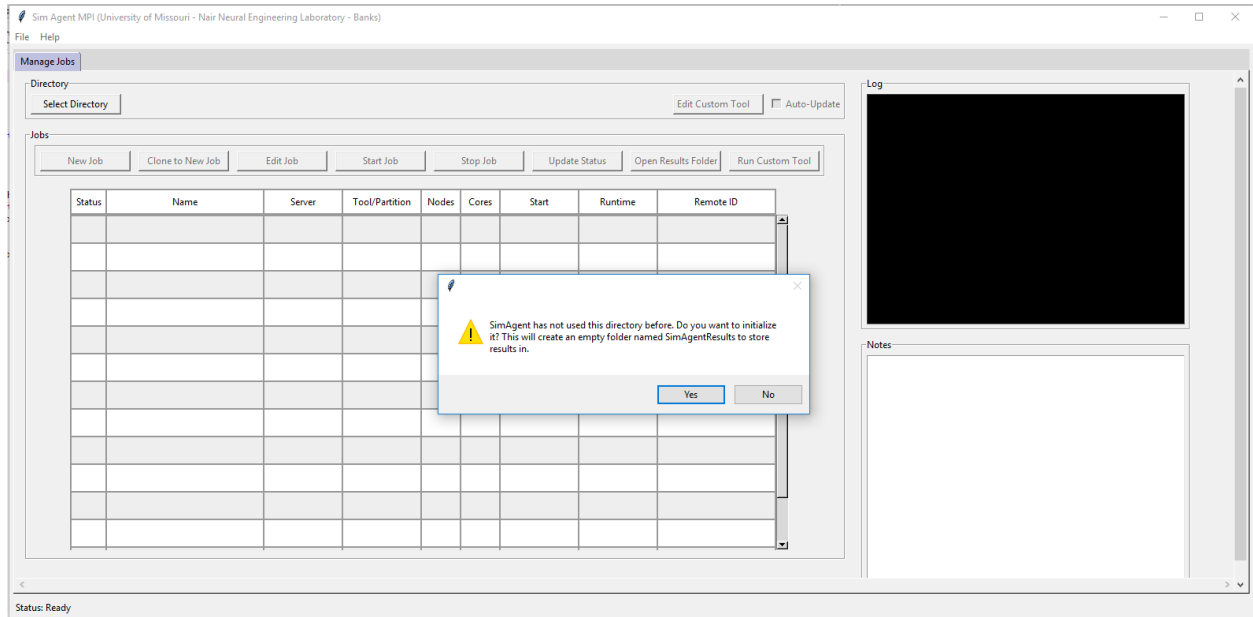 Sim Agent MPI (University of Missouri - Nair Neural Engineering Laboratory - Banks)
File Help
Manage Jobs
Directory
Select Directory
Edit Custom Tool
Auto-Update
Jobs
New Job
Clone to New Job
Edit Job
Start Job
Stop Job
Update Status
Open Results Folder
Run Custom Tool
Status Name Server Tool/Partition Nodes Cores Start Runtime Remote ID
SimAgent has not used this directory before. Do you want to initialize
it? This will create an empty folder named SimAgentResults to store
results in.
Yes
No
Log
Notes
Status: Ready